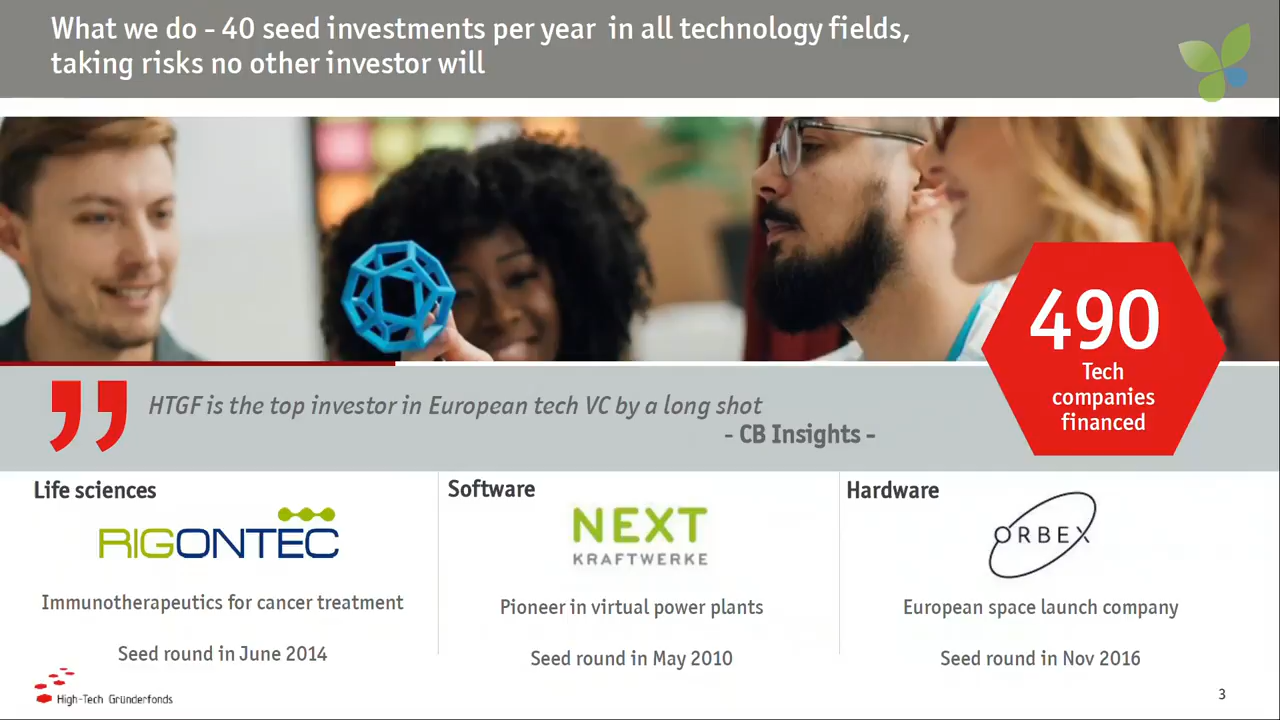 What we do - 40 seed investments per year in all technology fields,
taking risks no other investor will
490
Tech
companies
financed
HTGF is the top investor in European tech VC by a long shot
- CB Insights -
Life sciences
RIGONTEC
Immunotherapeutics for cancer treatment
Seed round in June 2014
Software
NEXT
KRAFTWERKE
Pioneer in virtual power plants
Seed round in May 2010
Hardware
ORBEX
European space launch company
Seed round in Nov 2016
High-Tech Gründerfonds
3